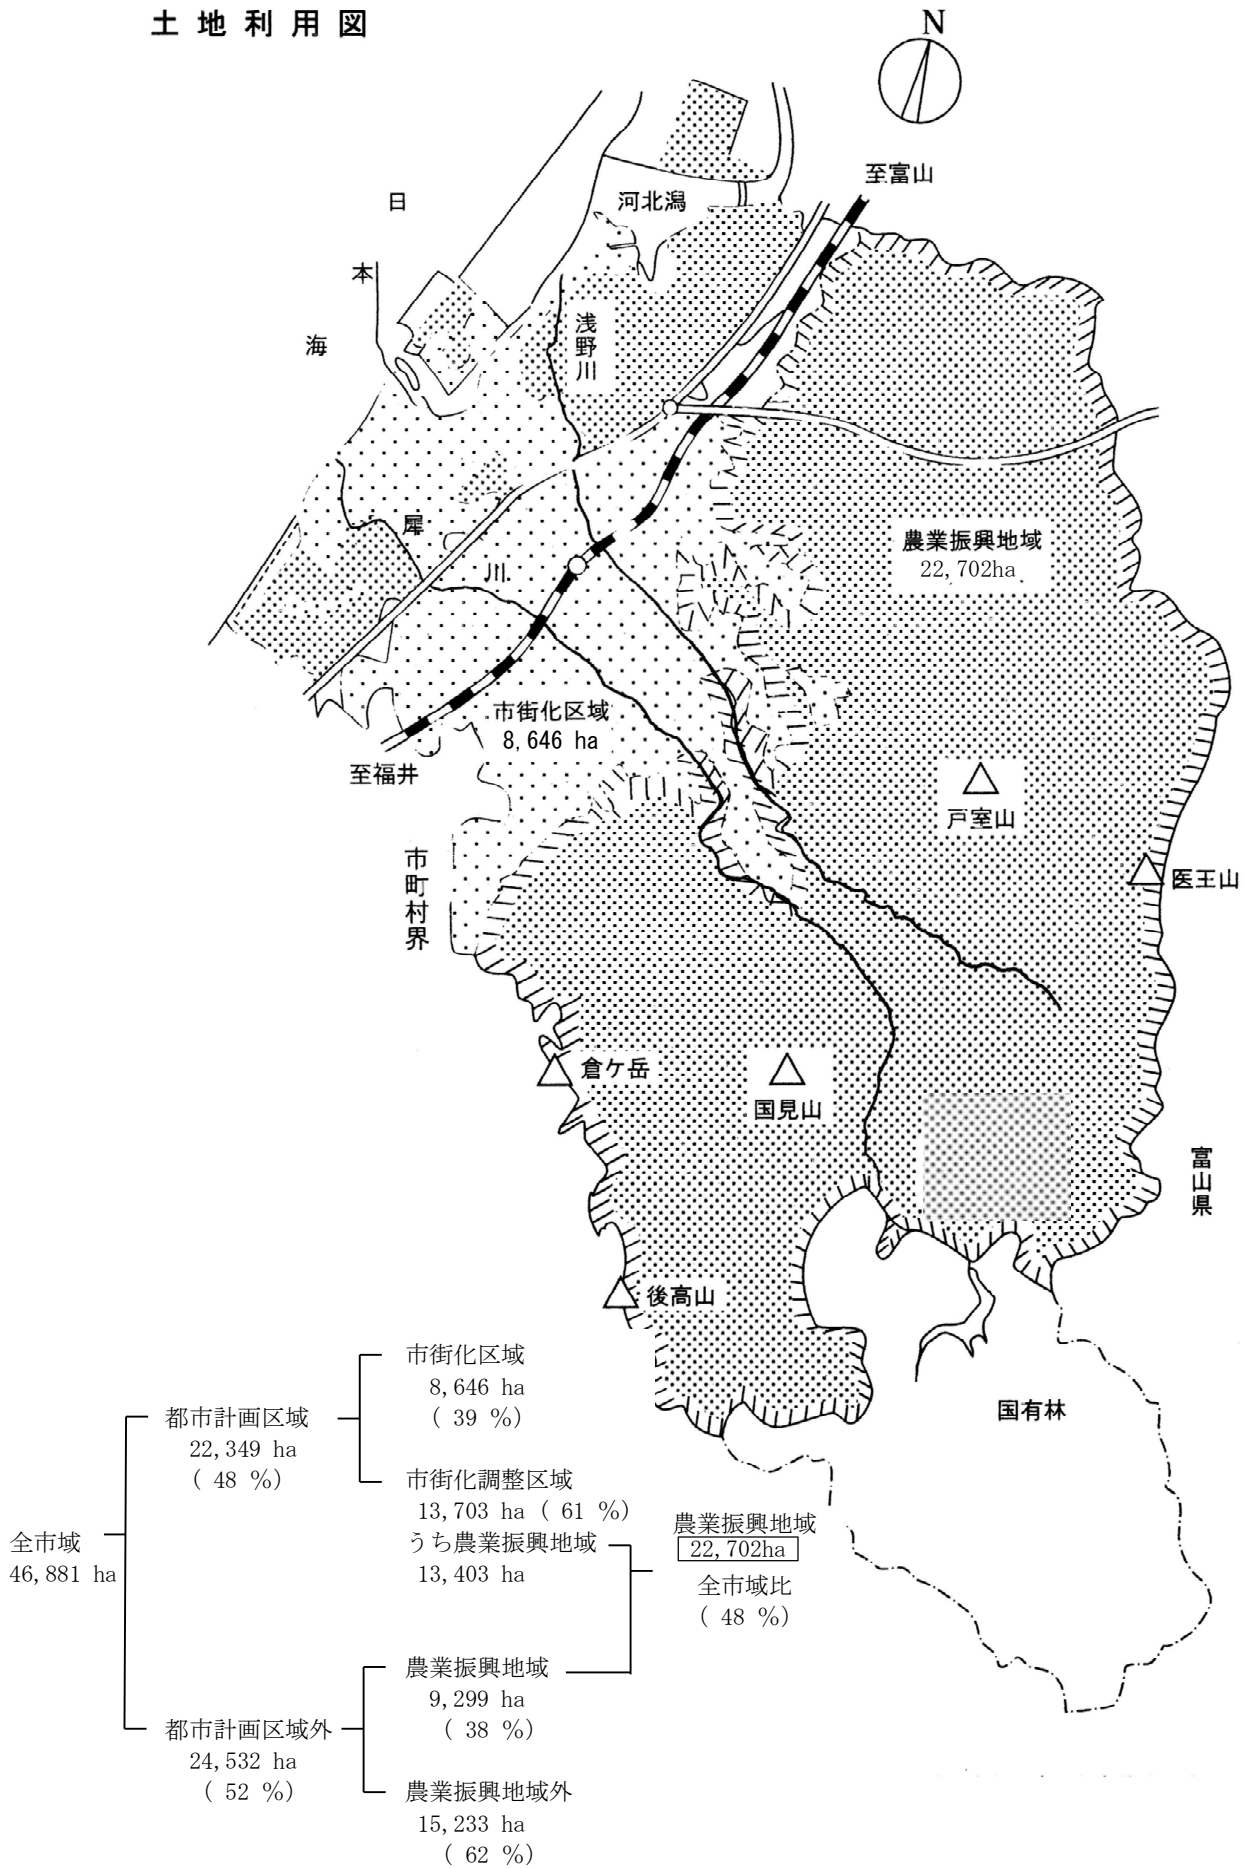 土地利用図
N
至富山
河北潟
日
本
海
浅野川
犀
川
農業振興地域
22,702ha
市街化区域
8,646 ha
至福井
戸室山
医王山
市町村界
倉ケ岳
国見山
富山県
後高山
国有林
市街化区域
8,646 ha
( 39 %)
都市計画区域
22,349 ha
( 48 %)
市街化調整区域
13,703 ha ( 61 %)
うち農業振興地域
13,403 ha
農業振興地域
22,702ha
全市域比
( 48 %)
全市域
46,881 ha
農業振興地域
9,299 ha
( 38 %)
都市計画区域外
24,532 ha
( 52 %)
農業振興地域外
15,233 ha
( 62 %)